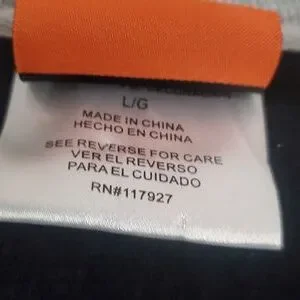 L/G
MADE IN CHINA
HECHO EN CHINA
SEE REVERSE FOR CARE
VER EL REVERSO
PARA EL CUIDADO
RN#117927